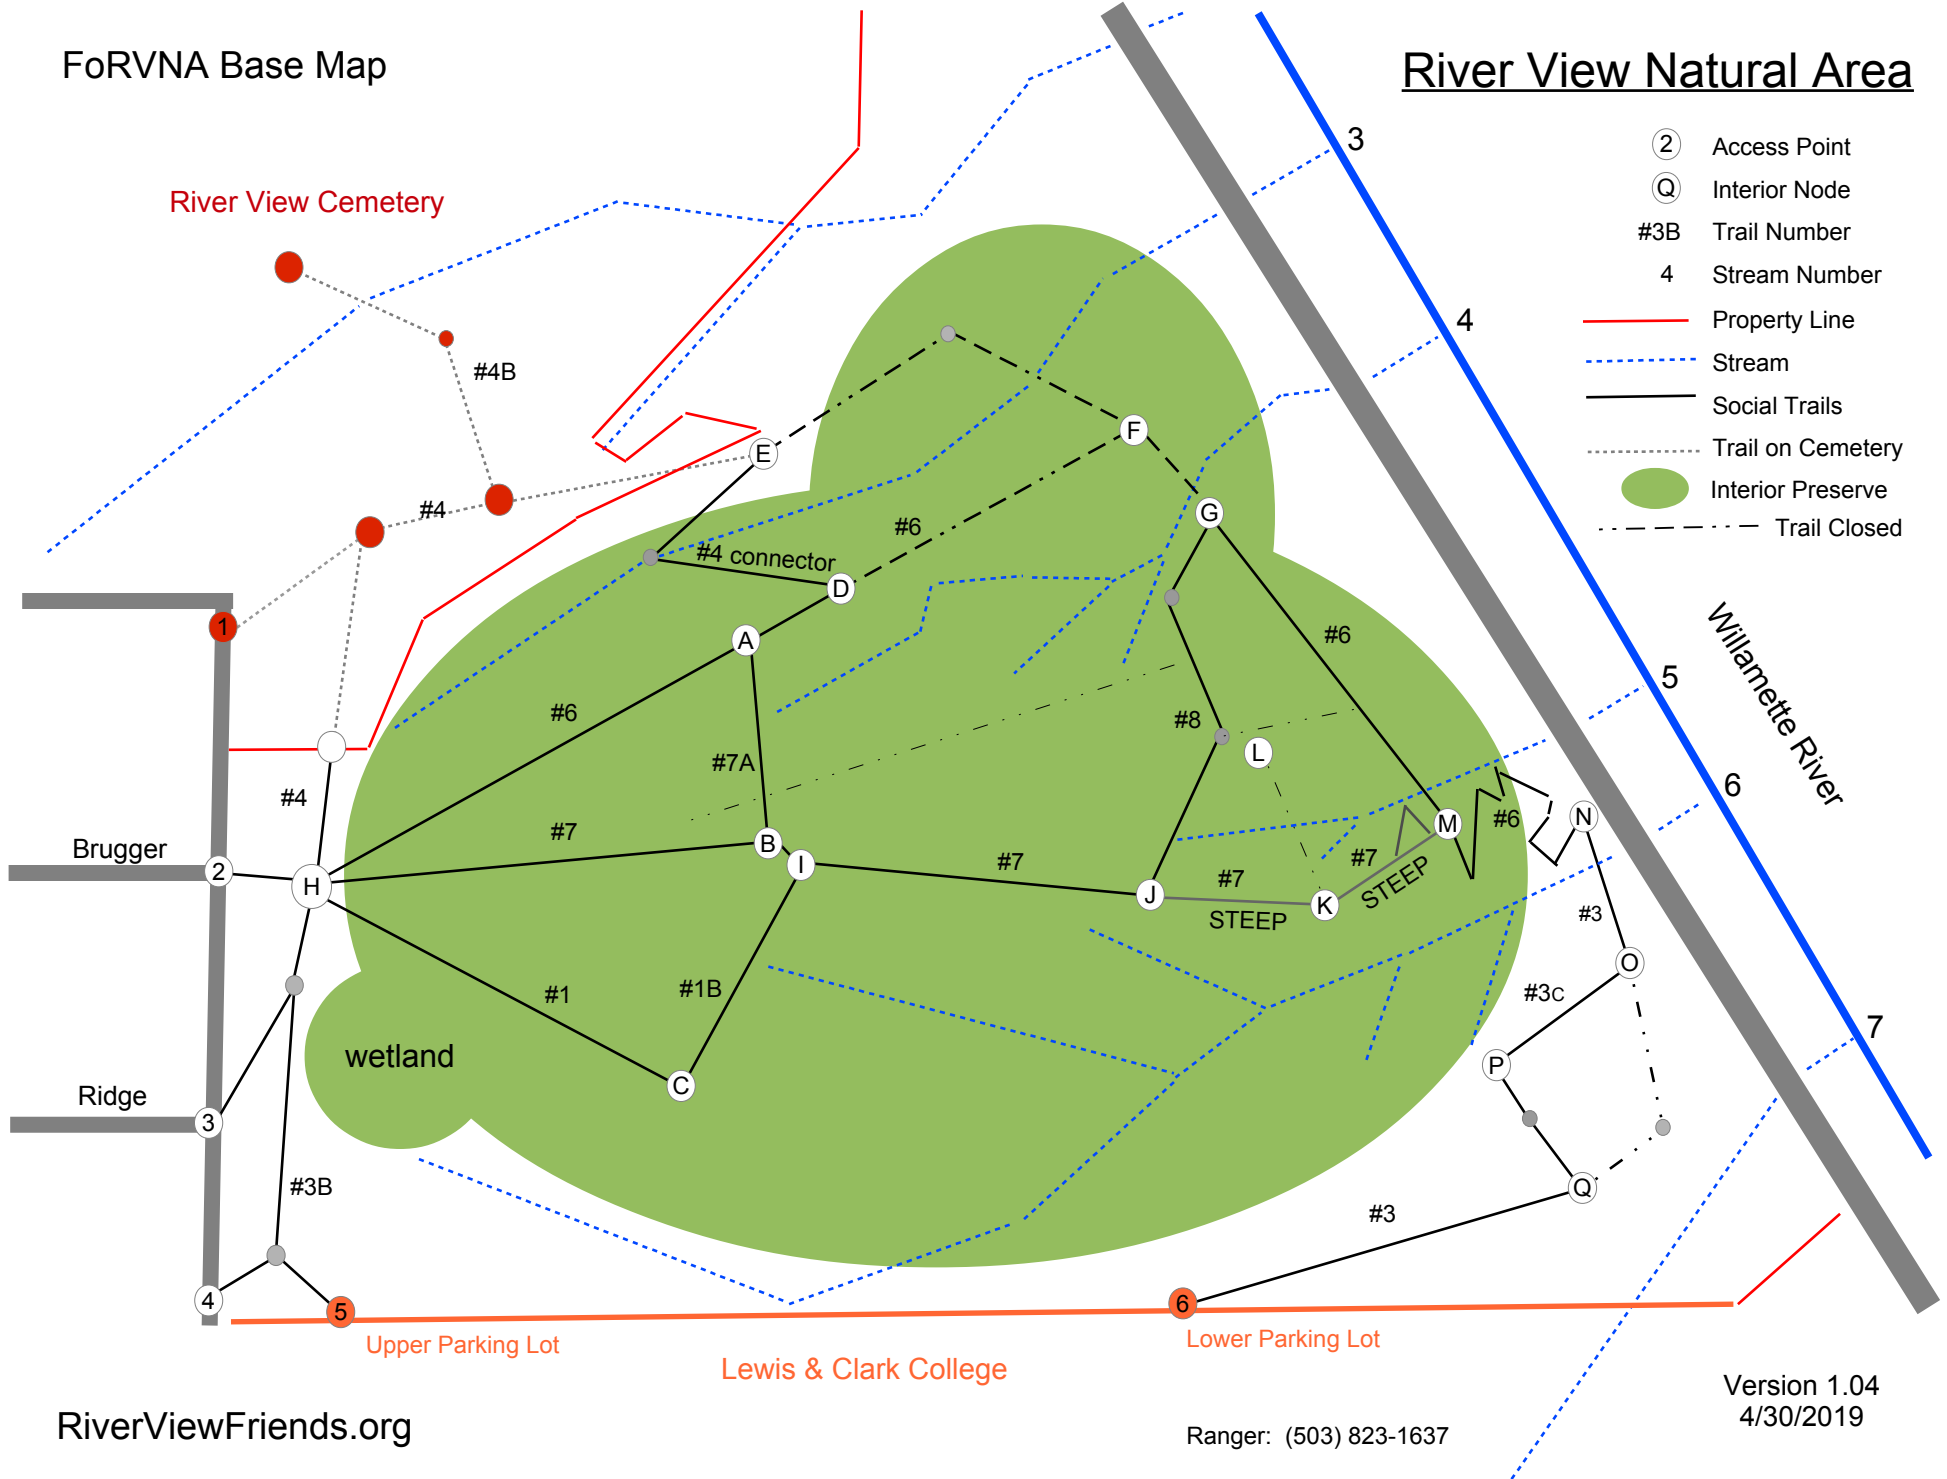 FoRVNA Base Map
River View Natural Area
2 Access Point
Q Interior Node
#3B Trail Number
4 Stream Number
Property Line
Stream
Social Trails
Trail on Cemetery
Interior Preserve
Trail Closed
3
4
5
6
7
Willamette River
River View Cemetery
#4B
#4
E
F
G
#6
#4 connector
D
1
A
#6
#6
#7A
#8
L
#4
#7
B
I
M
#6
N
Brugger
2
H
#7
J
#7
STEEP
K
#7
STEEP
#3
O
#1
#1B
#3C
wetland
C
P
Ridge
3
#3B
Q
#3
4
5
6
Upper Parking Lot
Lower Parking Lot
Lewis & Clark College
RiverViewFriends.org
Ranger: (503) 823-1637
Version 1.04
4/30/2019